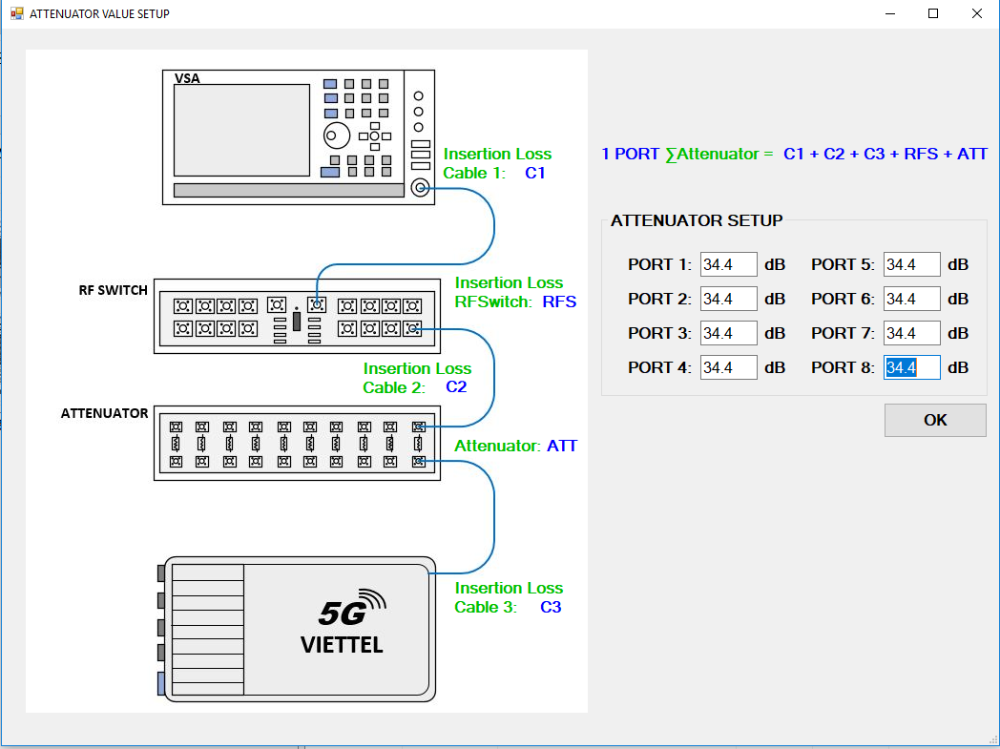 ATTENUATOR VALUE SETUP
VSA
Insertion Loss
Cable 1: C1
1 PORT ∑Attenuator = C1 + C2 + C3 + RFS + ATT
ATTENUATOR SETUP
PORT 1: 34.4 dB PORT 5: 34.4 dB
PORT 2: 34.4 dB PORT 6: 34.4 dB
PORT 3: 34.4 dB PORT 7: 34.4 dB
PORT 4: 34.4 dB PORT 8: 34.4 dB
OK
RF SWITCH
Insertion Loss
RFSwitch: RFS
Insertion Loss
Cable 2: C2
ATTENUATOR
Attenuator: ATT
Insertion Loss
Cable 3: C3
5G
VIETTEL